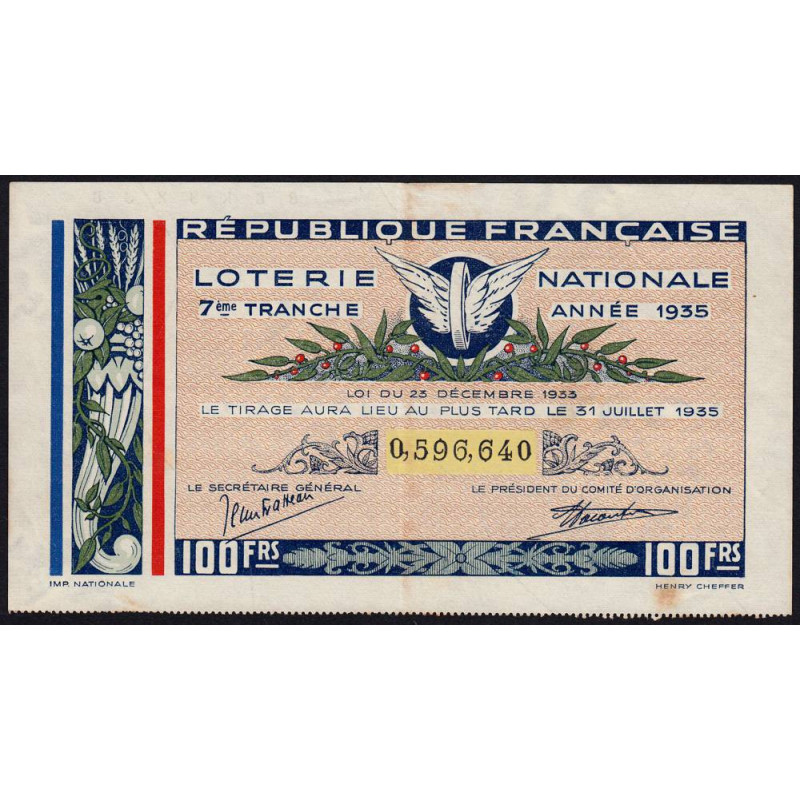 RÉPUBLIQUE FRANÇAISE
LOTERIE NATIONALE
7ème TRANCHE ANNÉE 1935
LOI DU 23 DÉCEMBRE 1933
LE TIRAGE AURA LIEU AU PLUS TARD LE 31 JUILLET 1935
0,596,640
LE SECRÉTAIRE GÉNÉRAL LE PRÉSIDENT DU COMITÉ D'ORGANISATION
100 FRS 100 FRS
IMP. NATIONALE HENRY CHEFFER